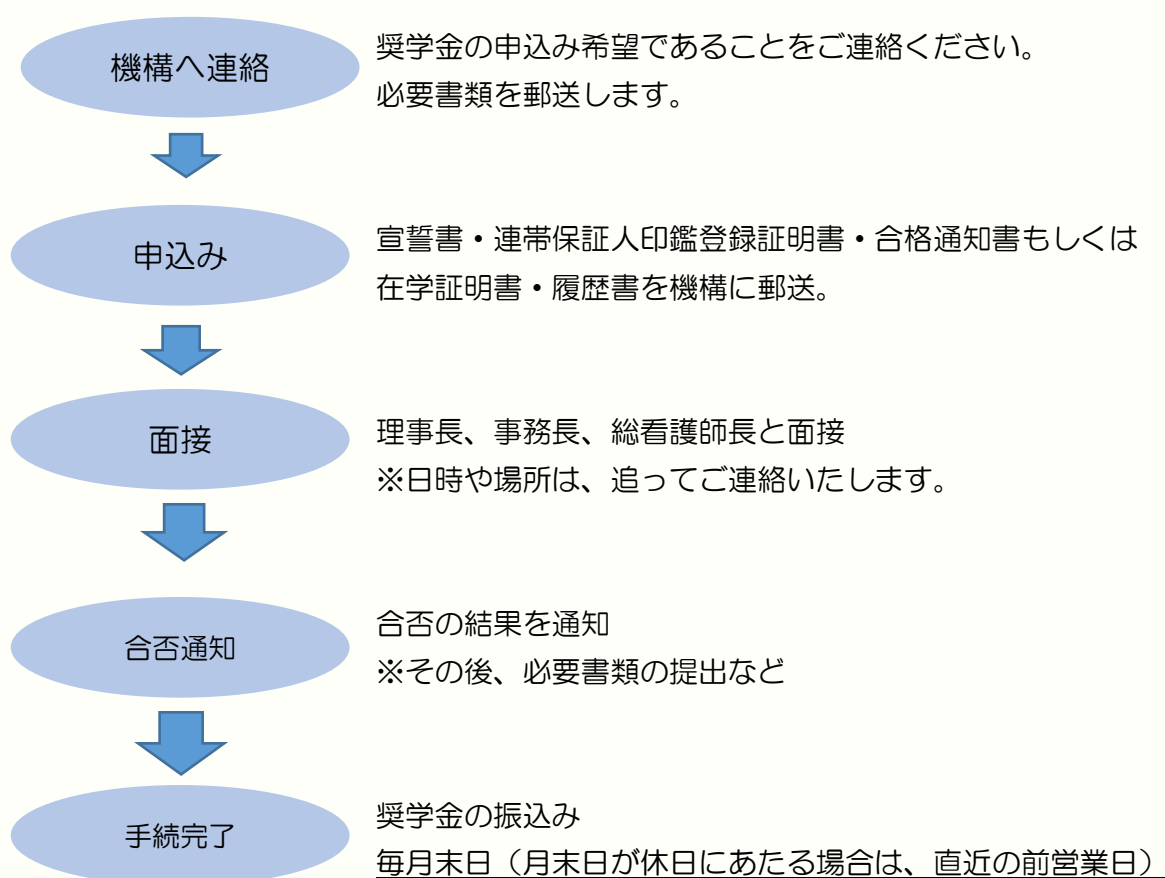 機構へ連絡
奨学金の申込み希望であることをご連絡ください。
必要書類を郵送します。
申込み
宣誓書・連帯保証人印鑑登録証明書・合格通知書もしくは
在学証明書・履歴書を機構に郵送。
面接
理事長、事務長、総看護師長と面接
※日時や場所は、追ってご連絡いたします。
合否通知
合否の結果を通知
※その後、必要書類の提出など
手続完了
奨学金の振込み
毎月末日（月末日が休日にあたる場合は、直近の前営業日）